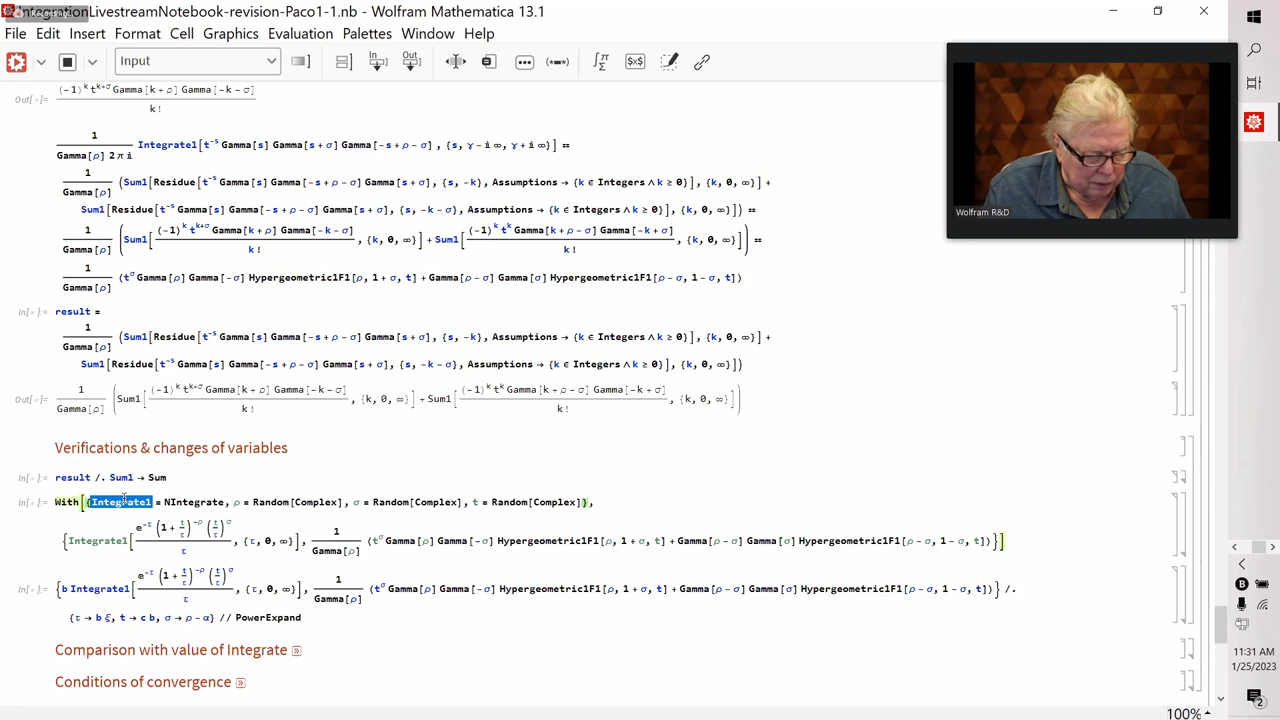 IntegrationLivestreamNotebook-revision-Paco1-1.nb - Wolfram Mathematica 13.1
File Edit Insert Format Cell Graphics Evaluation Palettes Window Help
Input In[] Out[]
Out[•]= (-1)^k t^(k+σ) Gamma[k + ρ] Gamma[-k - σ] / k!
1 / (Gamma[ρ] 2 π i) Integrate1[t^-s Gamma[s] Gamma[s + σ] Gamma[-s + ρ - σ] , {s, γ - i ∞, γ + i ∞}] ==
1 / Gamma[ρ] (Sum1[Residue[t^-s Gamma[s] Gamma[-s + ρ - σ] Gamma[s + σ], {s, -k}, Assumptions → {k ∈ Integers ∧ k ≥ 0}], {k, 0, ∞}] +
Sum1[Residue[t^-s Gamma[s] Gamma[-s + ρ - σ] Gamma[s + σ], {s, -k - σ}, Assumptions → {k ∈ Integers ∧ k ≥ 0}], {k, 0, ∞}]) ==
1 / Gamma[ρ] (Sum1[(-1)^k t^(k+σ) Gamma[k + ρ] Gamma[-k - σ] / k!, {k, 0, ∞}] + Sum1[(-1)^k t^k Gamma[k + ρ - σ] Gamma[-k + σ] / k!, {k, 0, ∞}]) ==
1 / Gamma[ρ] (t^σ Gamma[ρ] Gamma[-σ] Hypergeometric1F1[ρ, 1 + σ, t] + Gamma[ρ - σ] Gamma[σ] Hypergeometric1F1[ρ - σ, 1 - σ, t])
In[•]:= result =
1 / Gamma[ρ] (Sum1[Residue[t^-s Gamma[s] Gamma[-s + ρ - σ] Gamma[s + σ], {s, -k}, Assumptions → {k ∈ Integers ∧ k ≥ 0}], {k, 0, ∞}] +
Sum1[Residue[t^-s Gamma[s] Gamma[-s + ρ - σ] Gamma[s + σ], {s, -k - σ}, Assumptions → {k ∈ Integers ∧ k ≥ 0}], {k, 0, ∞}])
Out[•]= 1 / Gamma[ρ] (Sum1[(-1)^k t^(k+σ) Gamma[k + ρ] Gamma[-k - σ] / k!, {k, 0, ∞}] + Sum1[(-1)^k t^k Gamma[k + ρ - σ] Gamma[-k + σ] / k!, {k, 0, ∞}])
Verifications & changes of variables
In[•]:= result /. Sum1 → Sum
In[•]:= With[{Integrate1 = NIntegrate, ρ = Random[Complex], σ = Random[Complex], t = Random[Complex]},
{Integrate1[e^-τ (1 + τ/t)^-ρ (τ/t)^σ / τ, {τ, 0, ∞}], 1 / Gamma[ρ] (t^σ Gamma[ρ] Gamma[-σ] Hypergeometric1F1[ρ, 1 + σ, t] + Gamma[ρ - σ] Gamma[σ] Hypergeometric1F1[ρ - σ, 1 - σ, t])}]
In[•]:= {b Integrate1[e^-τ (1 + τ/t)^-ρ (τ/t)^σ / τ, {τ, 0, ∞}], 1 / Gamma[ρ] (t^σ Gamma[ρ] Gamma[-σ] Hypergeometric1F1[ρ, 1 + σ, t] + Gamma[ρ - σ] Gamma[σ] Hypergeometric1F1[ρ - σ, 1 - σ, t])} /.
{τ → b ξ, t → c b, σ → ρ - α} // PowerExpand
Comparison with value of Integrate
Conditions of convergence
Wolfram R&D
100%
11:31 AM
1/25/2023
2